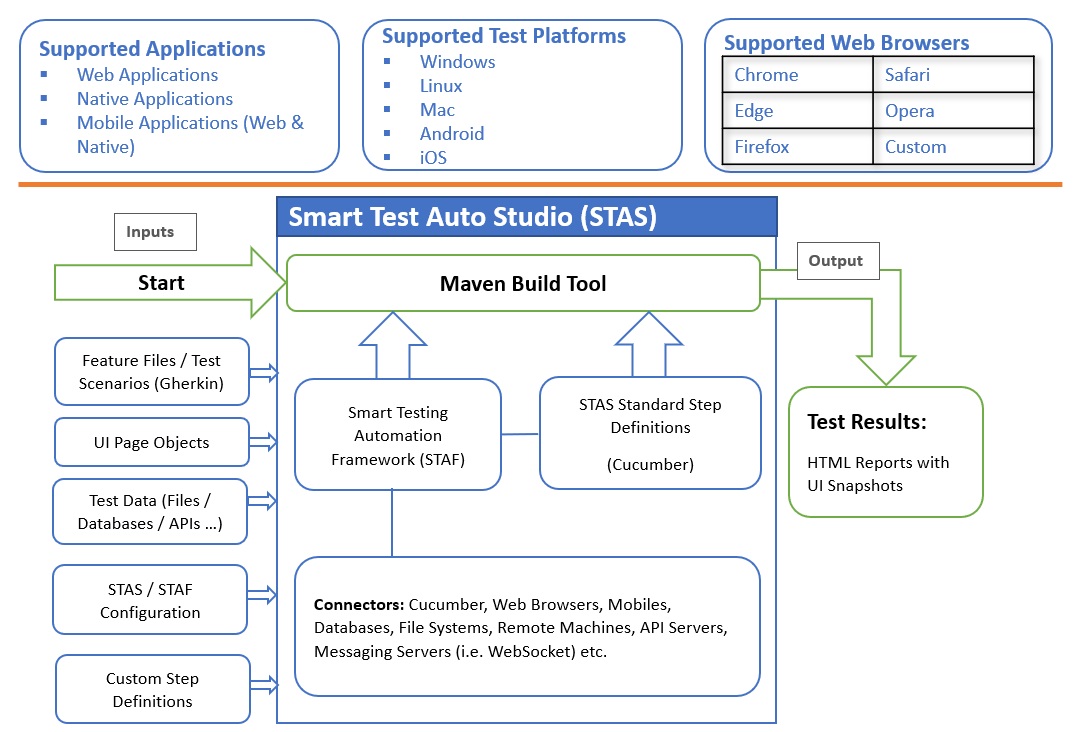 Supported Applications
▪ Web Applications
▪ Native Applications
▪ Mobile Applications (Web &
Native)
Supported Test Platforms
▪ Windows
▪ Linux
▪ Mac
▪ Android
▪ iOS
Supported Web Browsers
Chrome Safari
Edge Opera
Firefox Custom
Smart Test Auto Studio (STAS)
Inputs
Start
Maven Build Tool
Output
Feature Files / Test
Scenarios (Gherkin)
UI Page Objects
Test Data (Files /
Databases / APIs ...)
STAS / STAF
Configuration
Custom Step
Definitions
Smart Testing
Automation
Framework (STAF)
STAS Standard Step
Definitions
(Cucumber)
Connectors: Cucumber, Web Browsers, Mobiles,
Databases, File Systems, Remote Machines, API Servers,
Messaging Servers (i.e. WebSocket) etc.
Test Results:
HTML Reports with
UI Snapshots